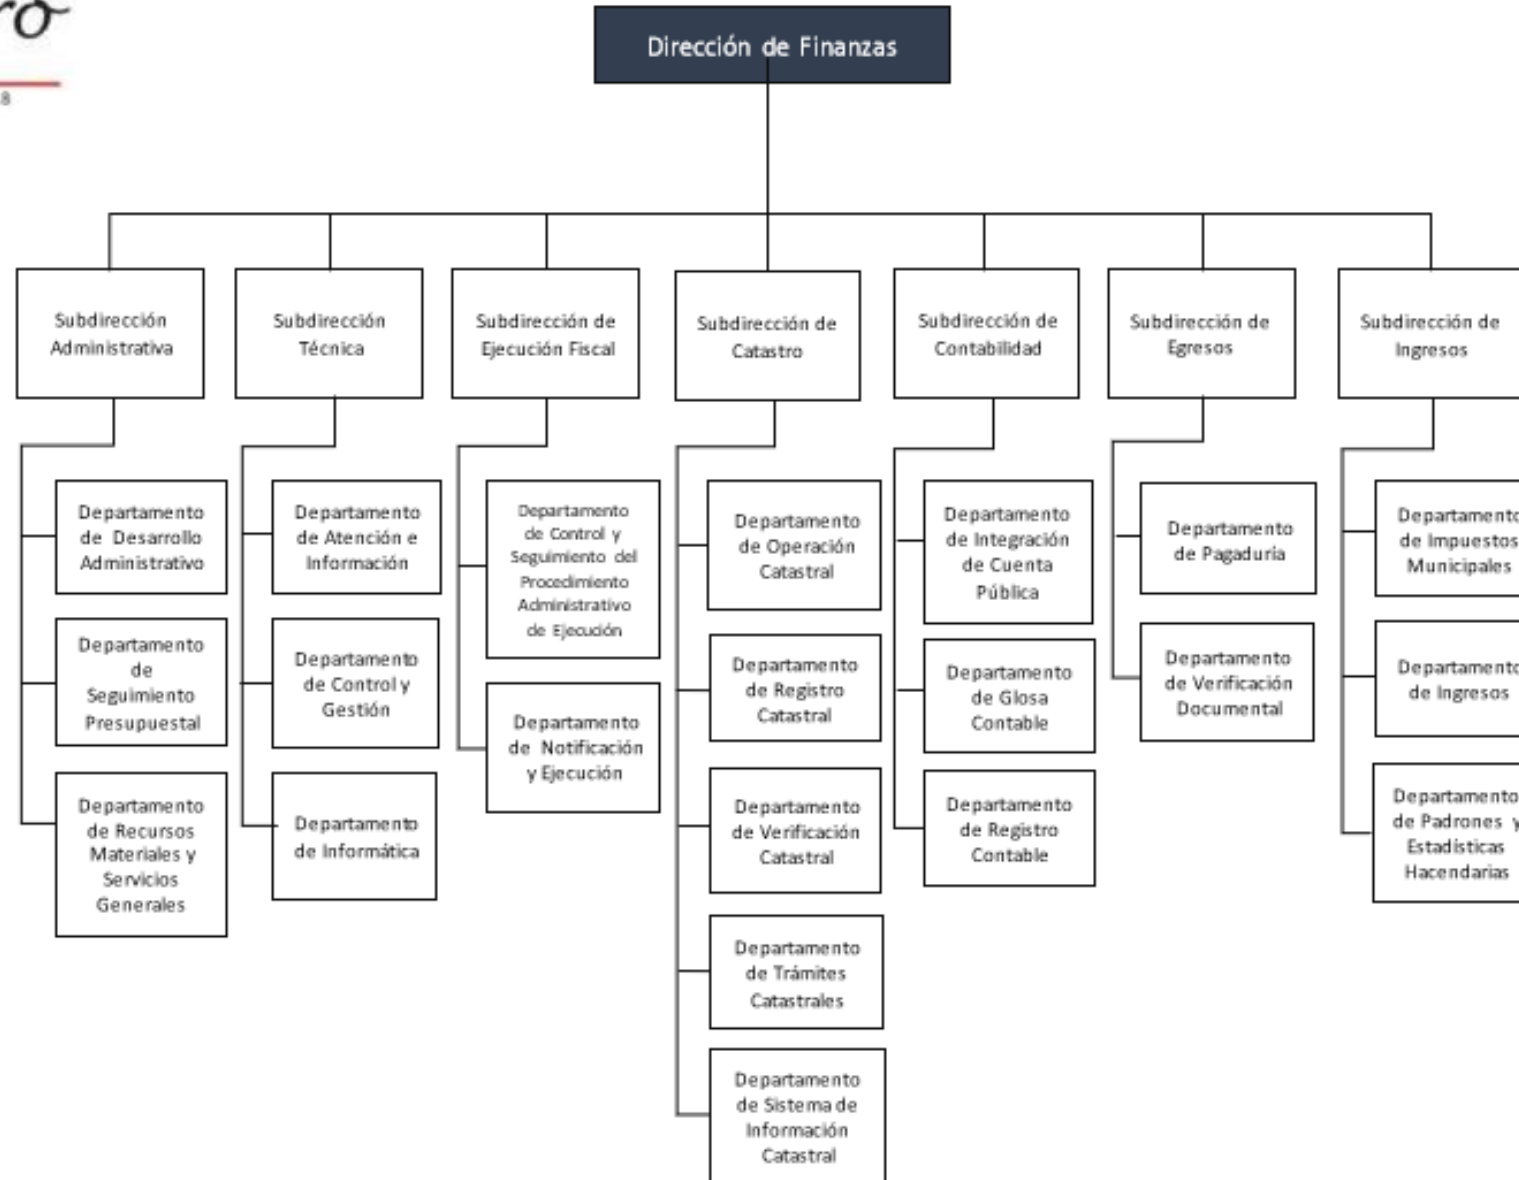 ro
8
Dirección de Finanzas
Subdirección
Administrativa
Subdirección
Técnica
Subdirección de
Ejecución Fiscal
Subdirección de
Catastro
Subdirección de
Contabilidad
Subdirección de
Egresos
Subdirección de
Ingresos
Departamento
de Desarrollo
Administrativo
Departamento
de
Seguimiento
Presupuestal
Departamento
de Recursos
Materiales y
Servicios
Generales
Departamento
de Atención e
Información
Departamento
de Control y
Gestión
Departamento
de Informática
Departamento
de Control y
Seguimiento del
Procedimiento
Administrativo
de Ejecución
Departamento
de Notificación
y Ejecución
Departamento
de Operación
Catastral
Departamento
de Registro
Catastral
Departamento
de Verificación
Catastral
Departamento
de Trámites
Catastrales
Departamento
de Sistema de
Información
Catastral
Departamento
de Integración
de Cuenta
Pública
Departamento
de Glosa
Contable
Departamento
de Registro
Contable
Departamento
de Pagaduría
Departamento
de Verificación
Documental
Departamento
de Impuestos
Municipales
Departamento
de Ingresos
Departamento
de Padrones y
Estadísticas
Hacendarias